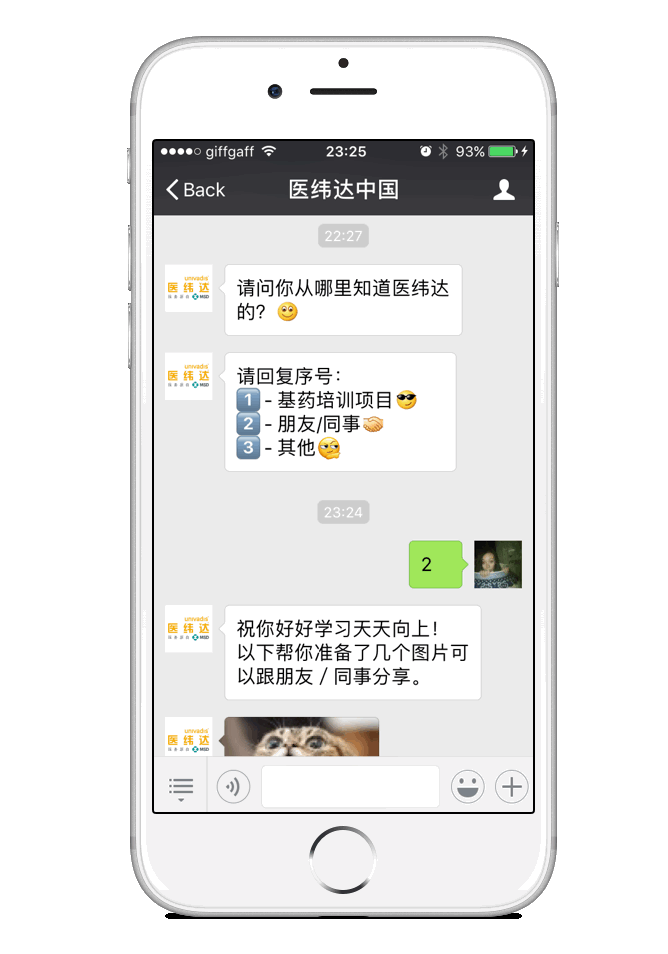 giffgaff 23:25 93%
Back 医纬达中国
22:27
univadis
医纬达
MSD
请问你从哪里知道医纬达
的？
univadis
医纬达
MSD
请回复序号：
1 - 基药培训项目
2 - 朋友/同事
3 - 其他
23:24
2
univadis
医纬达
MSD
祝你好好学习天天向上！
以下帮你准备了几个图片可
以跟朋友 / 同事分享。
univadis
医纬达
MSD